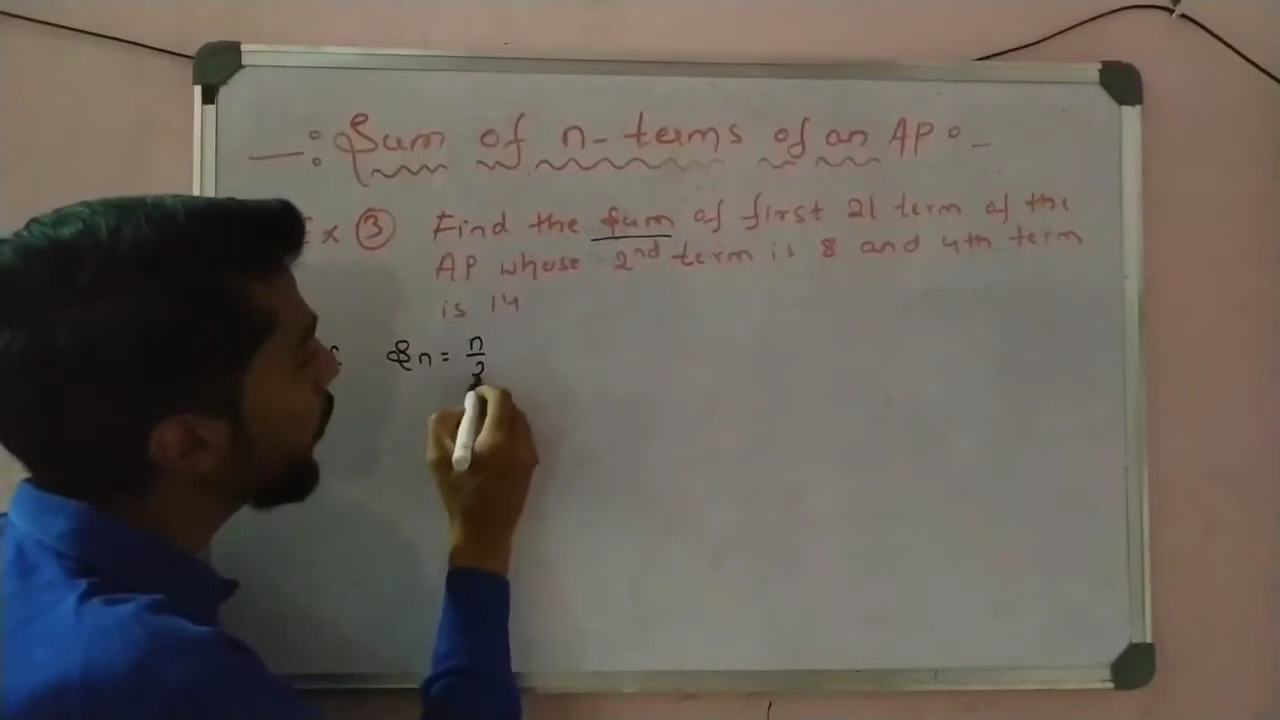 —: Sum of n-terms of an AP :-
Ex ③ Find the sum of first 21 term of the
AP whose 2nd term is 8 and 4th term
is 14
Sn = n/2